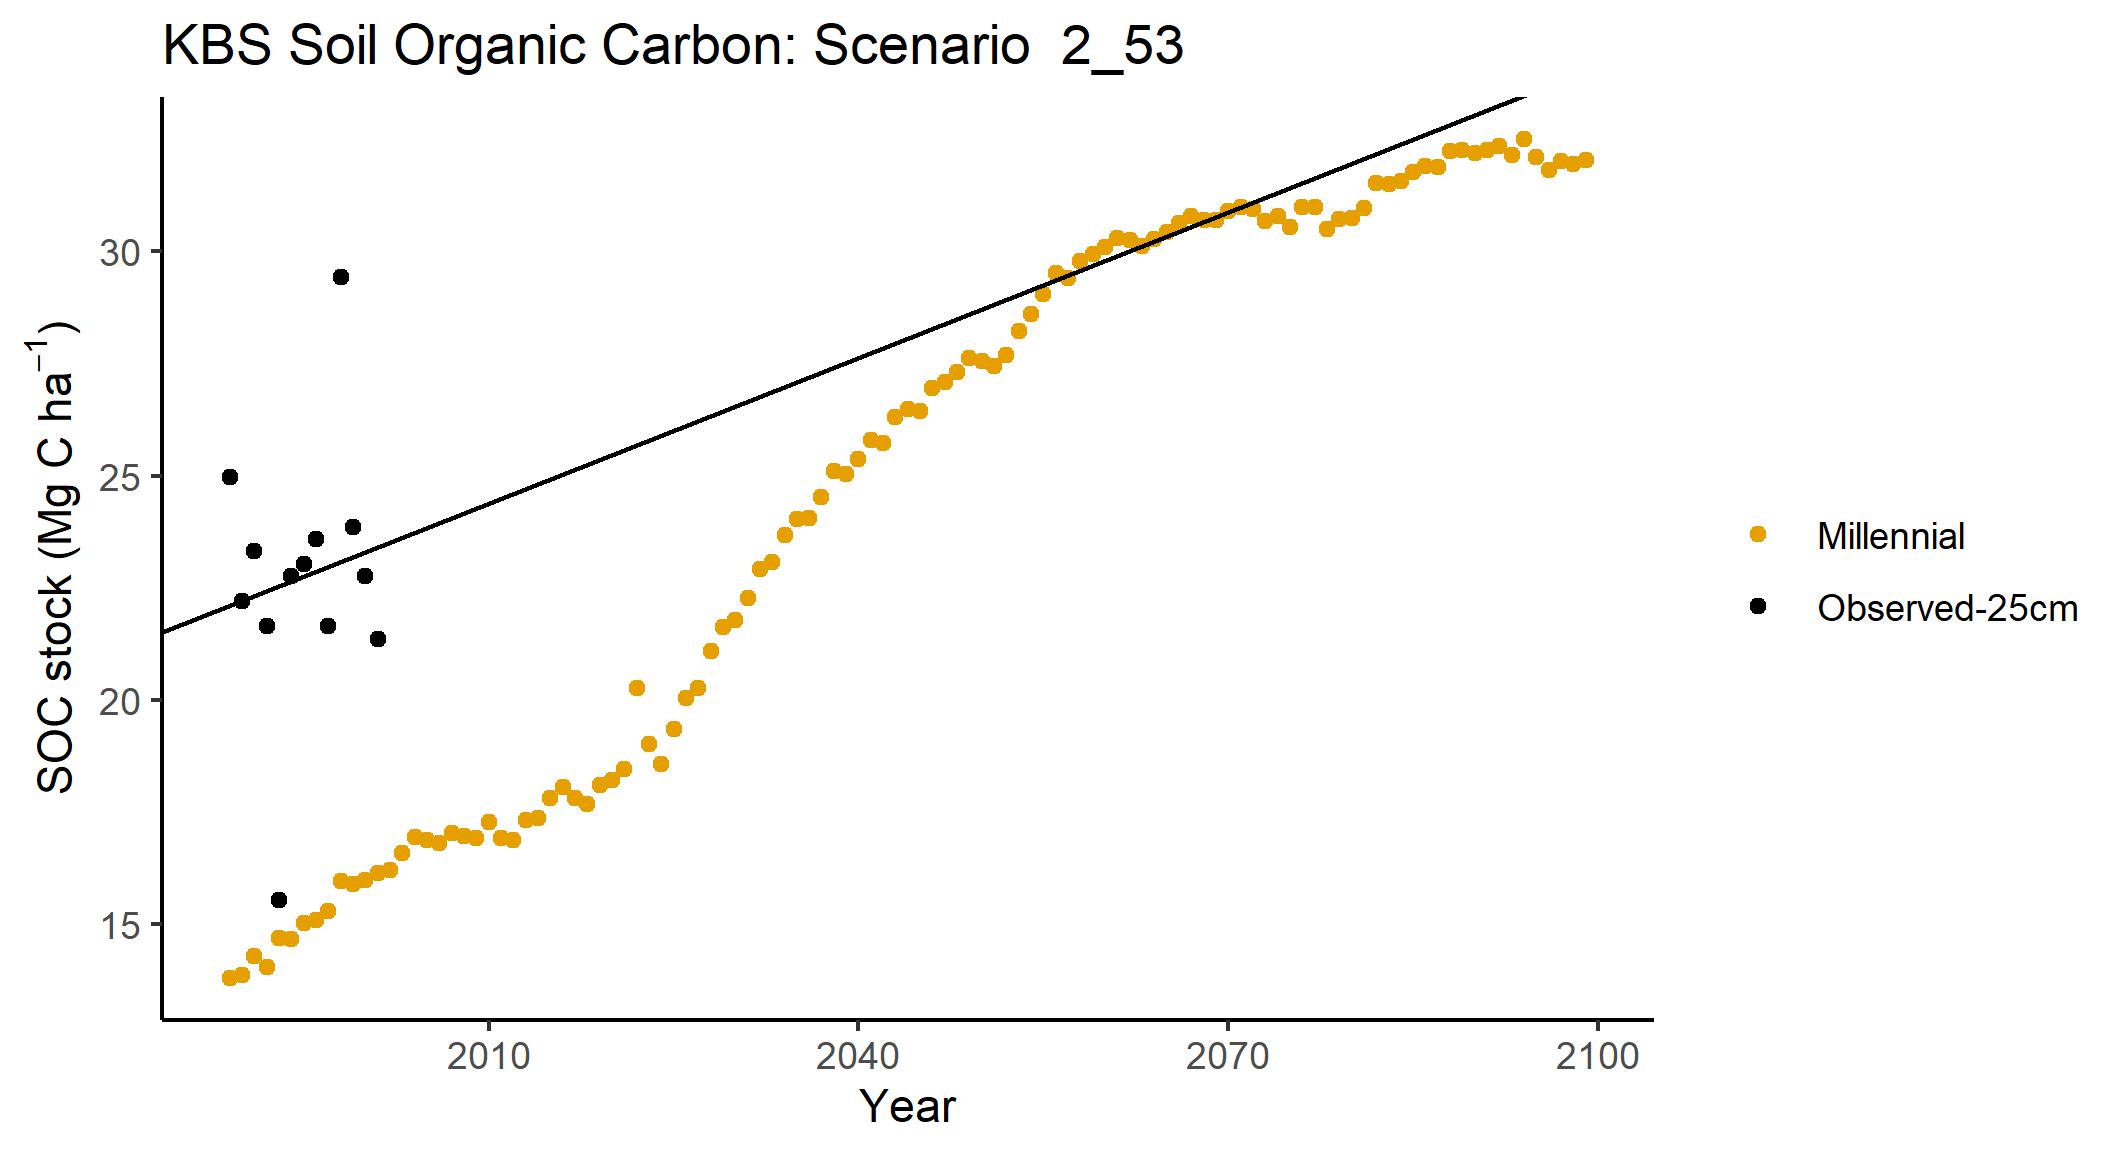 KBS Soil Organic Carbon: Scenario  2_53
SOC stock (Mg C ha⁻¹)
30
25
20
15
2010
2040
2070
2100
Year
Millennial
Observed-25cm